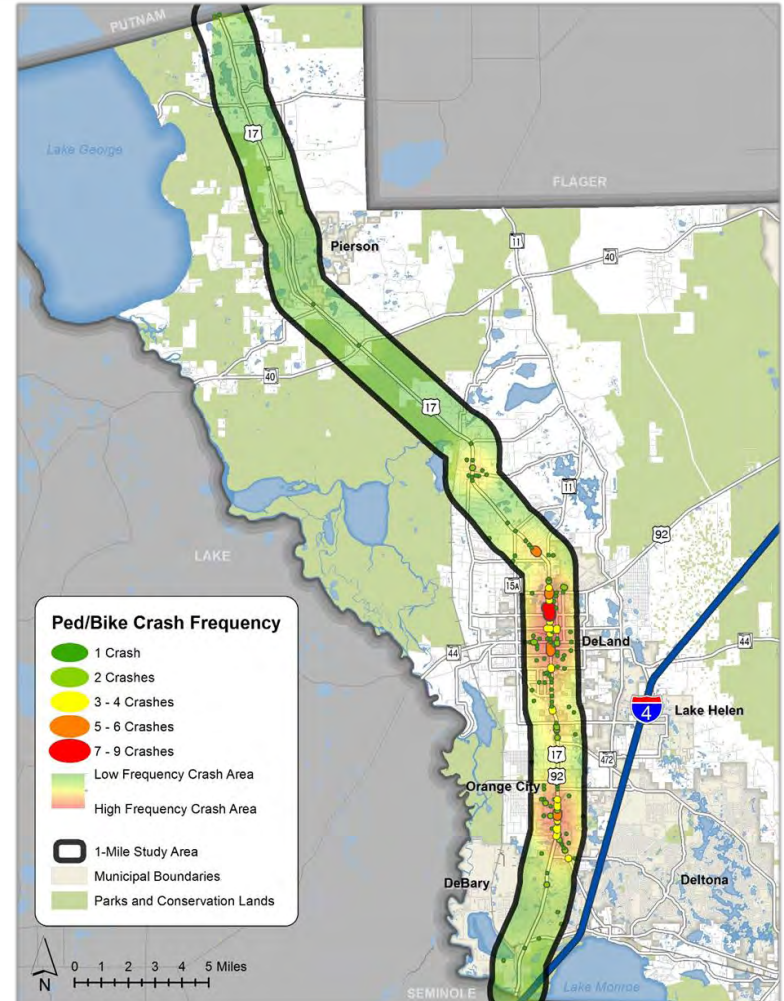 PUTNAM
Lake George
17
FLAGER
Pierson
11
40
40
17
11
92
LAKE
15A
DeLand
44
44
4
Lake Helen
17
472
92
Orange City
DeBary
Deltona
SEMINOLE
Lake Monroe
Ped/Bike Crash Frequency
1 Crash
2 Crashes
3 - 4 Crashes
5 - 6 Crashes
7 - 9 Crashes
Low Frequency Crash Area
High Frequency Crash Area
1-Mile Study Area
Municipal Boundaries
Parks and Conservation Lands
N
0 1 2 3 4 5 Miles